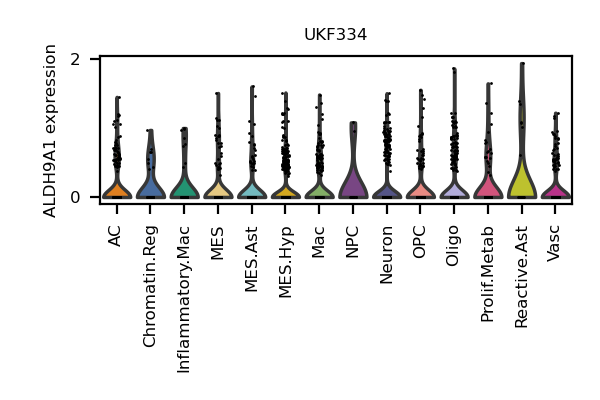 UKF334
ALDH9A1 expression
2
0
AC
Chromatin.Reg
Inflammatory.Mac
MES
MES.Ast
MES.Hyp
Mac
NPC
Neuron
OPC
Oligo
Prolif.Metab
Reactive.Ast
Vasc